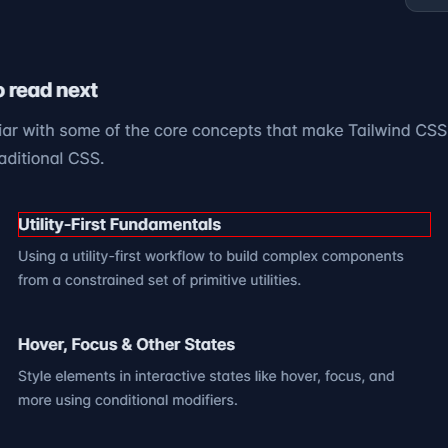 o read next
iar with some of the core concepts that make Tailwind CSS
aditional CSS.
Utility-First Fundamentals
Using a utility-first workflow to build complex components
from a constrained set of primitive utilities.
Hover, Focus & Other States
Style elements in interactive states like hover, focus, and
more using conditional modifiers.